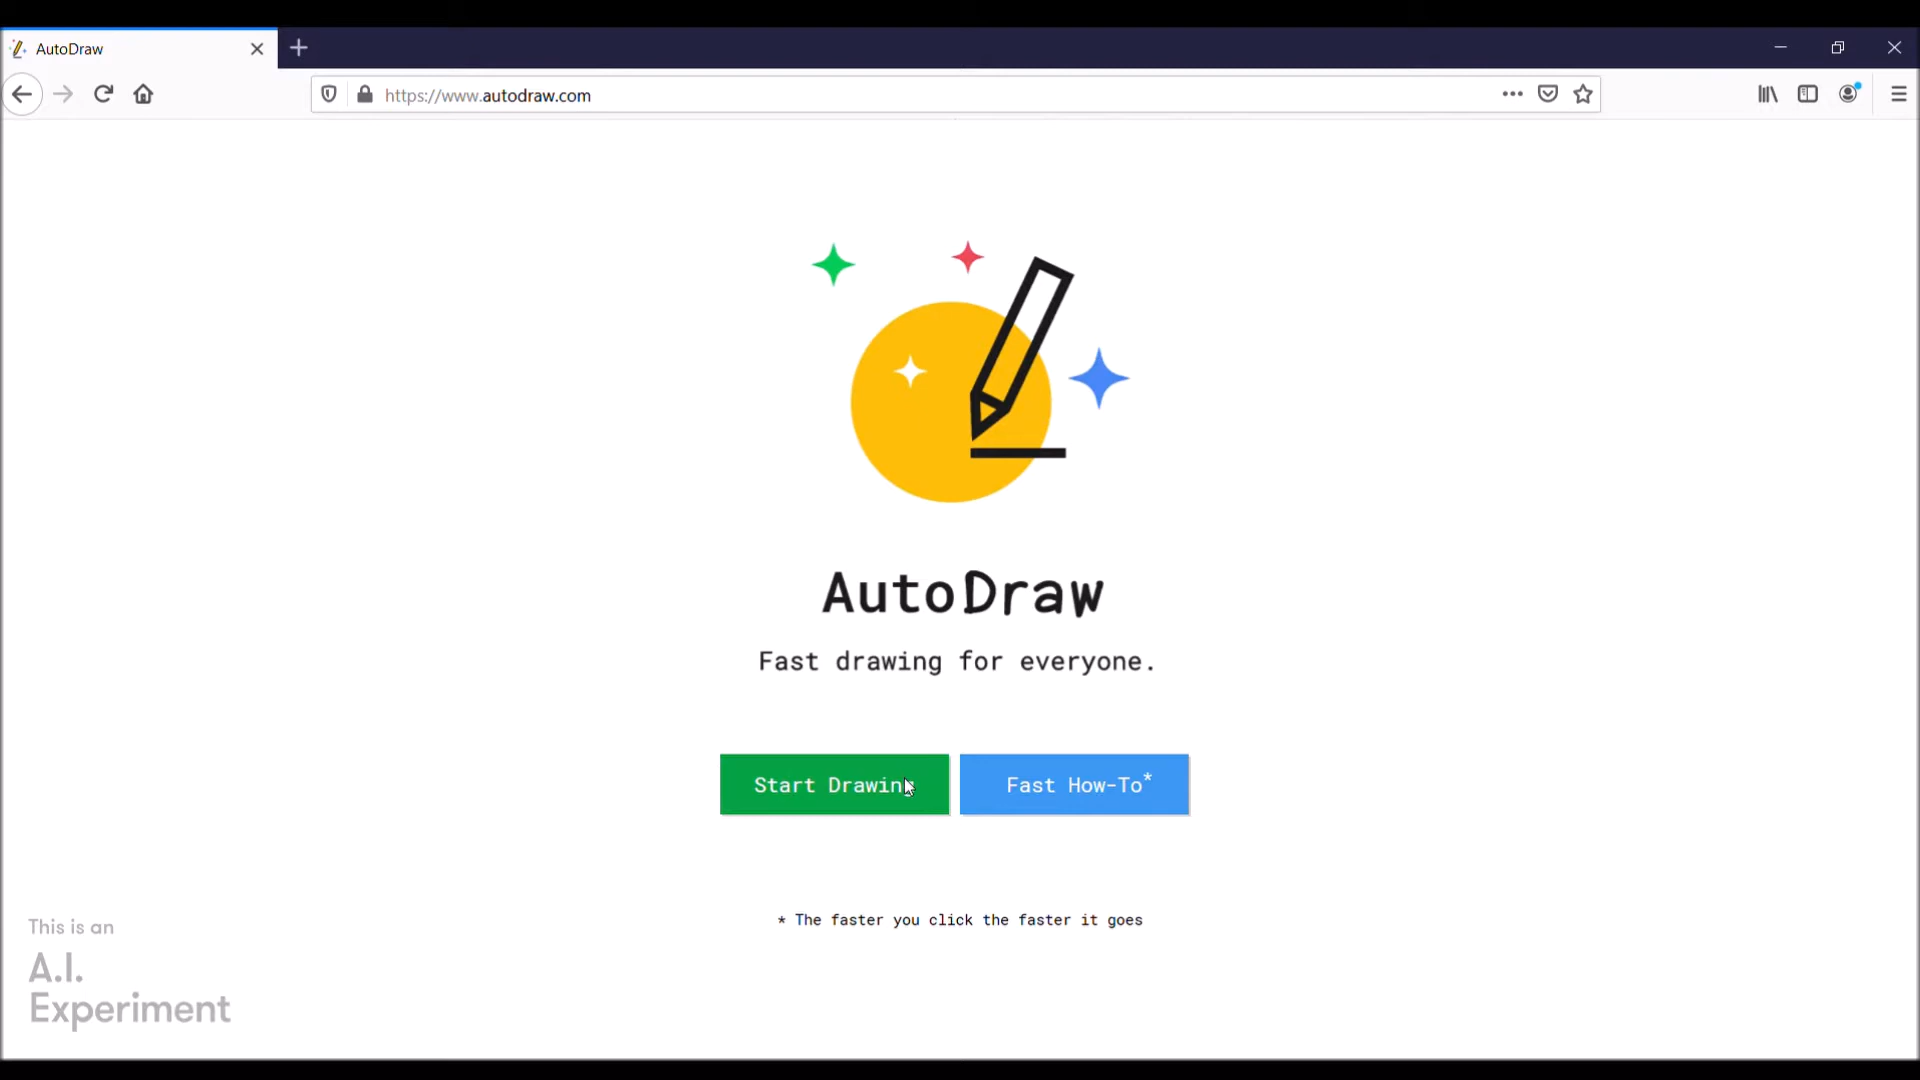 AutoDraw
https://www.autodraw.com
AutoDraw
Fast drawing for everyone.
Start Drawing
Fast How-To*
* The faster you click the faster it goes
This is an
A.I.
Experiment